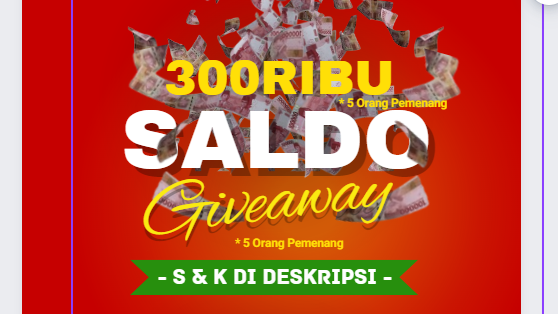 300RIBU
* 5 Orang Pemenang
SALDO
Giveaway
* 5 Orang Pemenang
- S & K DI DESKRIPSI -